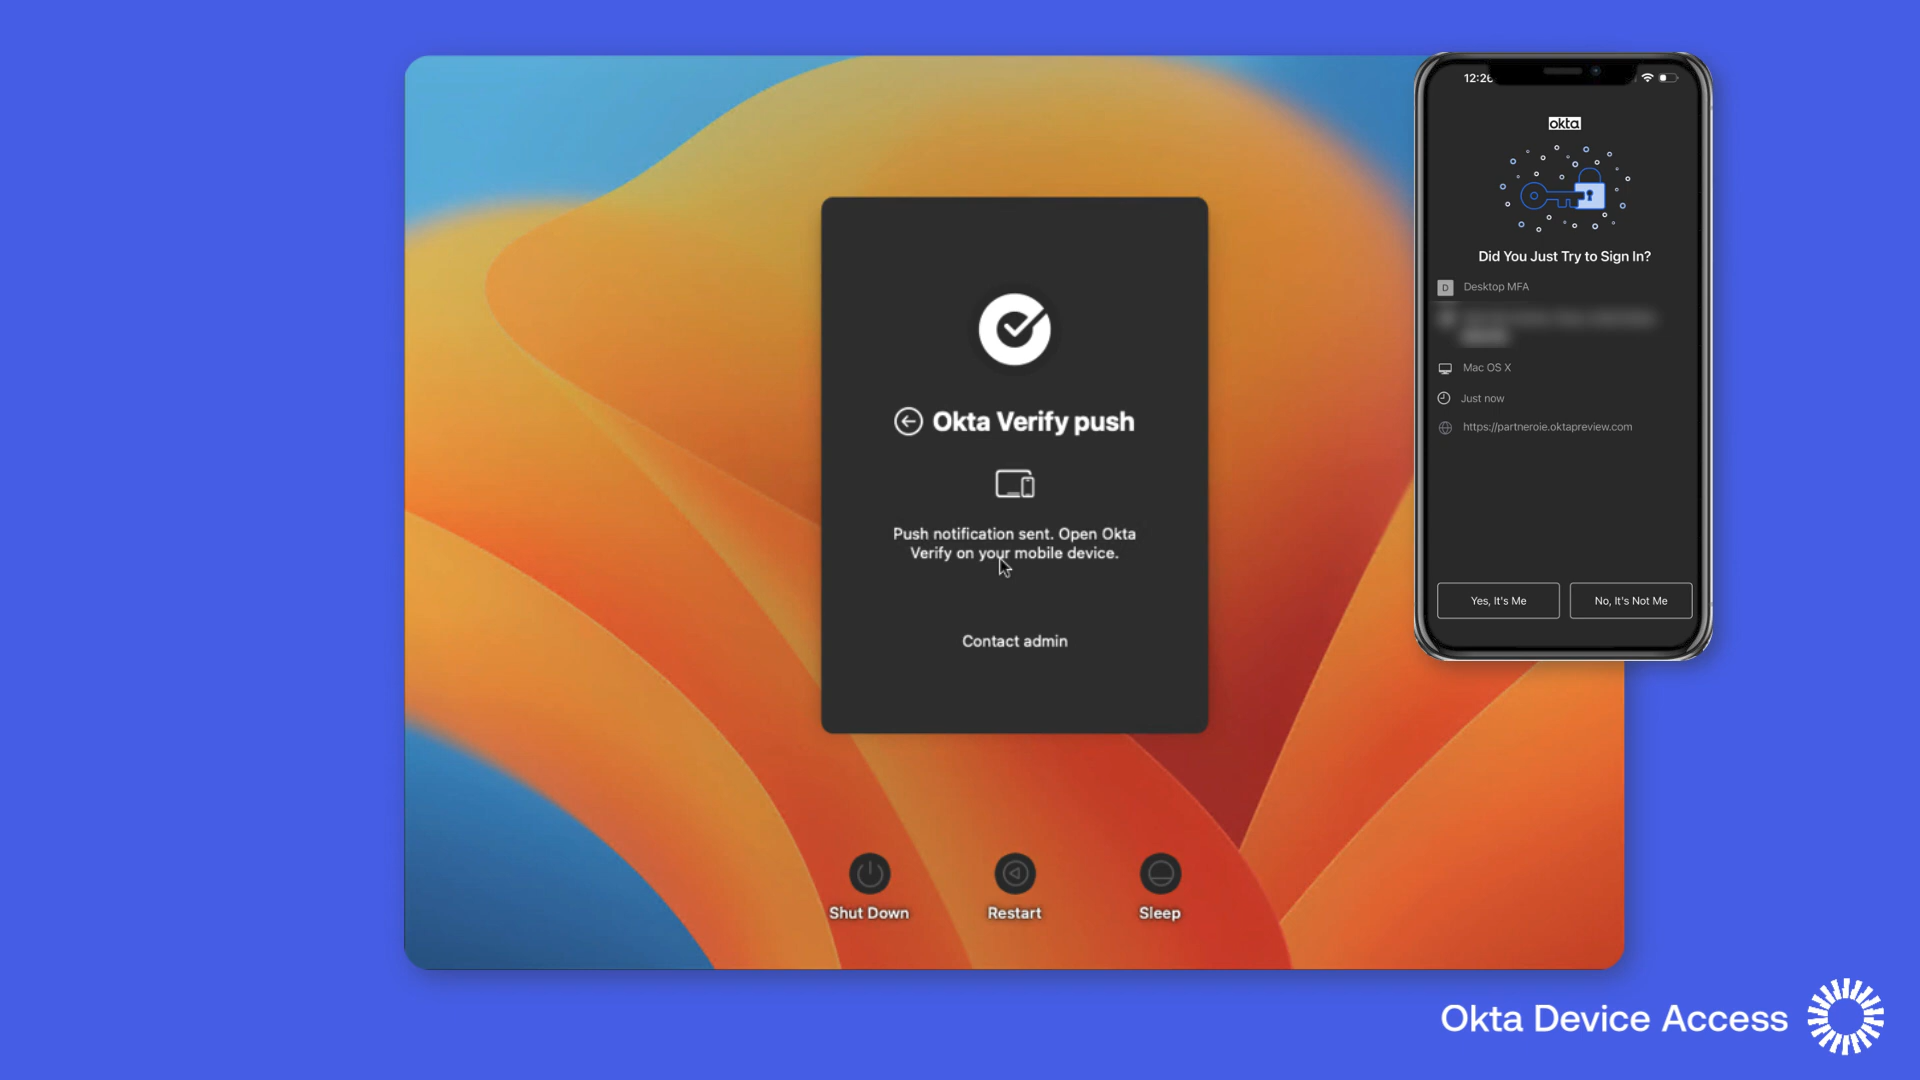 Okta Verify push
Push notification sent. Open Okta
Verify on your mobile device.
Contact admin
Shut Down
Restart
Sleep
12:26
okta
Did You Just Try to Sign In?
D
Desktop MFA
Mac OS X
Just now
https://partneroie.oktapreview.com
Yes, It's Me
No, It's Not Me
Okta Device Access